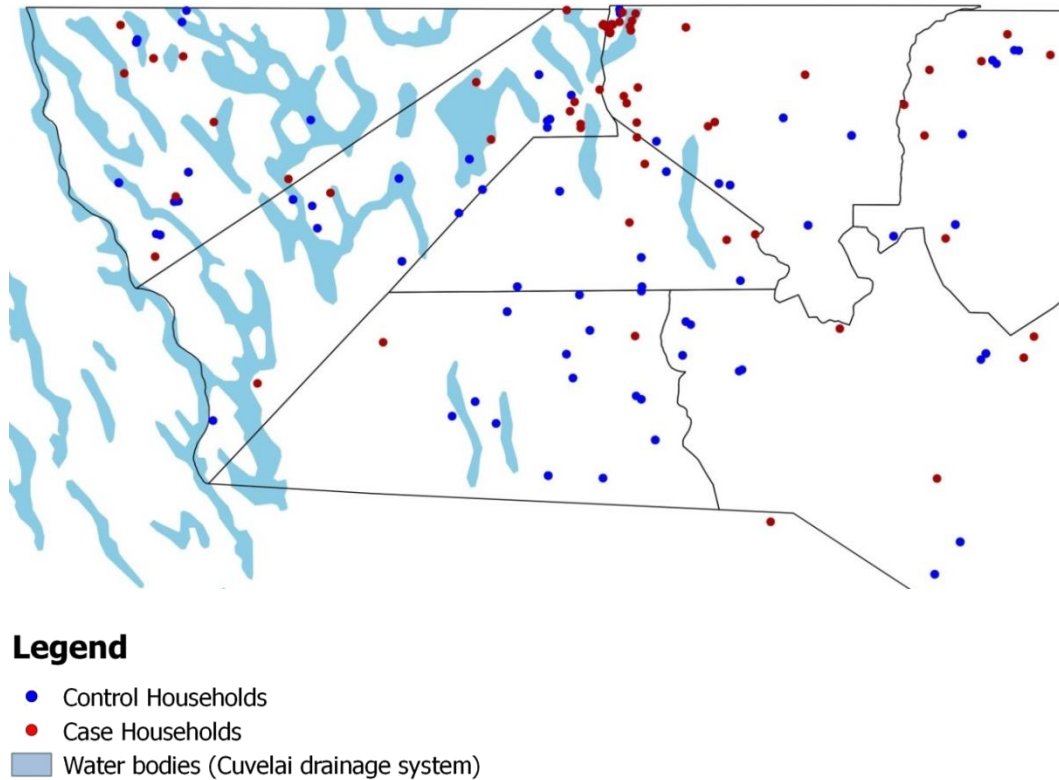 Legend
Control Households
Case Households
Water bodies (Cuvelai drainage system)